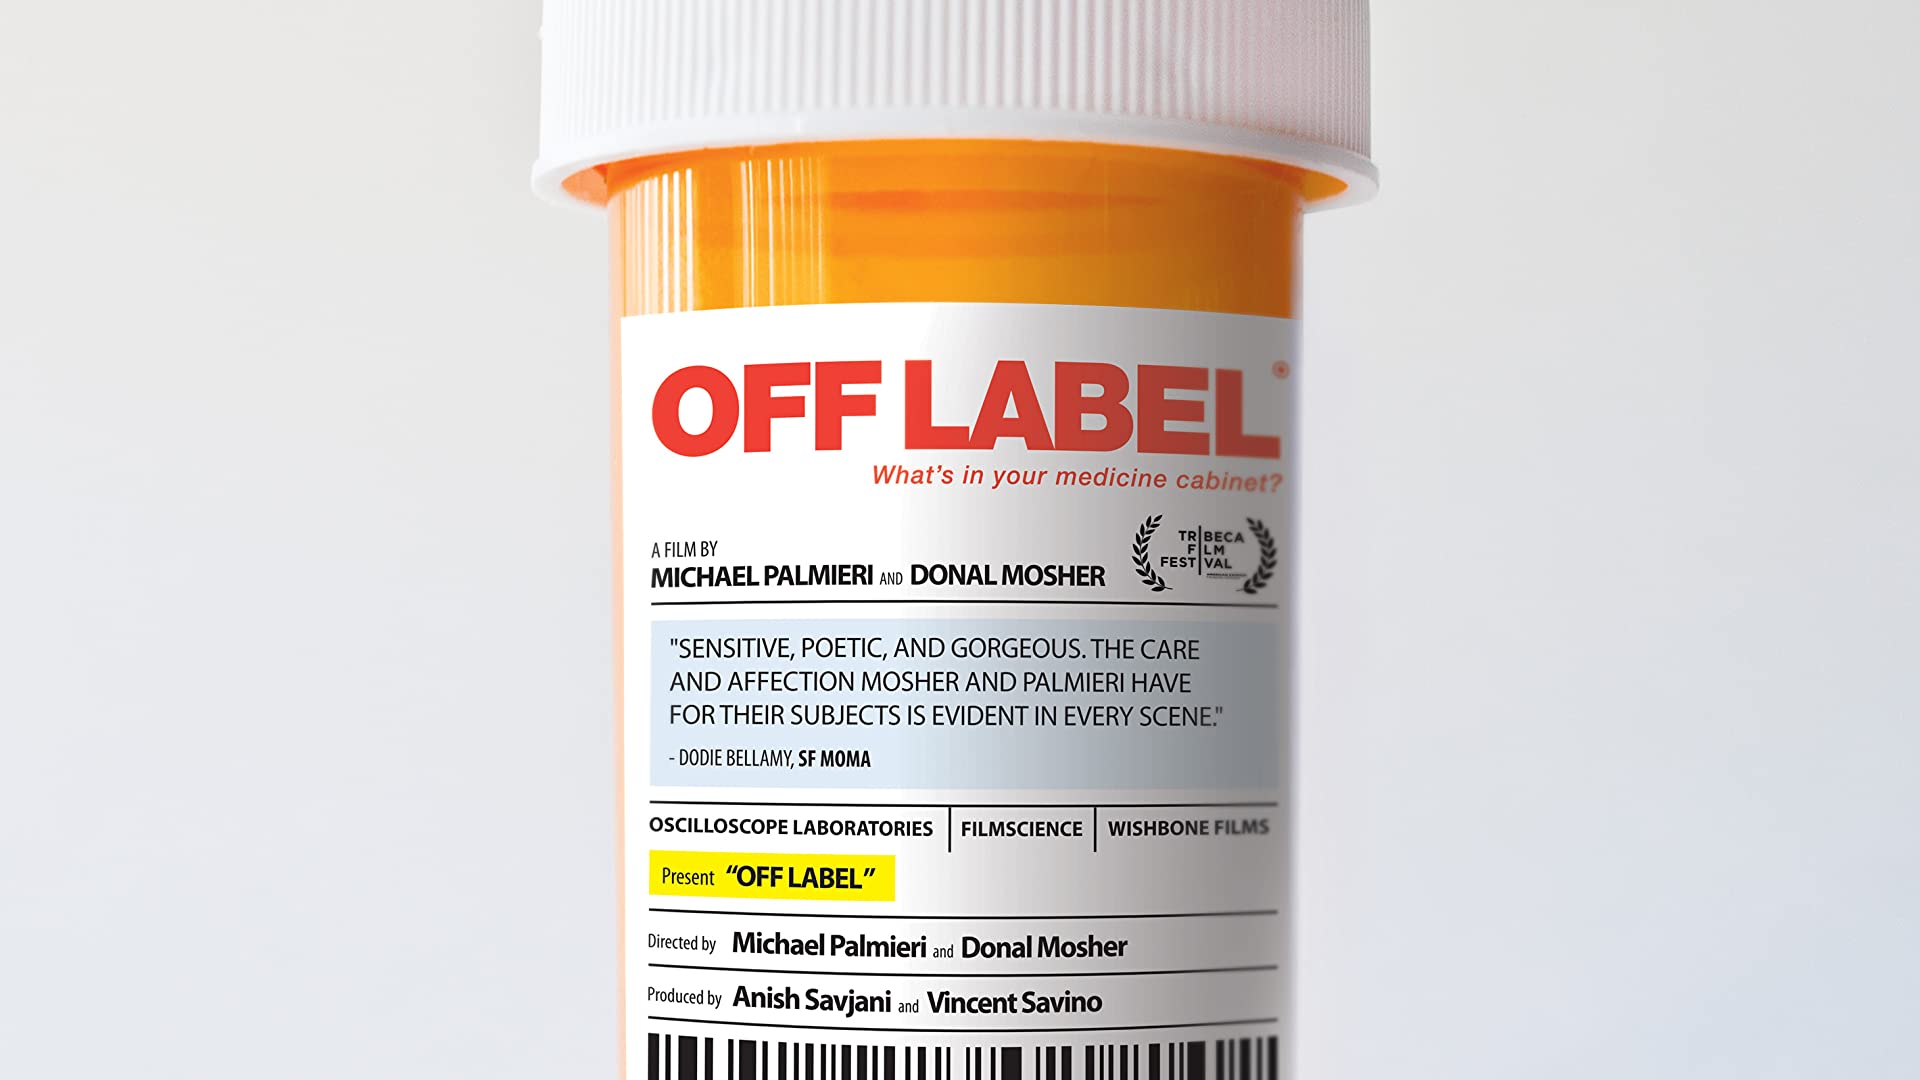 OFF LABEL®
What's in your medicine cabinet?
A FILM BY
MICHAEL PALMIERI AND DONAL MOSHER
TRIBECA
FILM
FESTIVAL
"SENSITIVE, POETIC, AND GORGEOUS. THE CARE
AND AFFECTION MOSHER AND PALMIERI HAVE
FOR THEIR SUBJECTS IS EVIDENT IN EVERY SCENE."
- DODIE BELLAMY, SF MOMA
OSCILLOSCOPE LABORATORIES | FILMSCIENCE | WISHBONE FILMS
Present “OFF LABEL”
Directed by Michael Palmieri and Donal Mosher
Produced by Anish Savjani and Vincent Savino